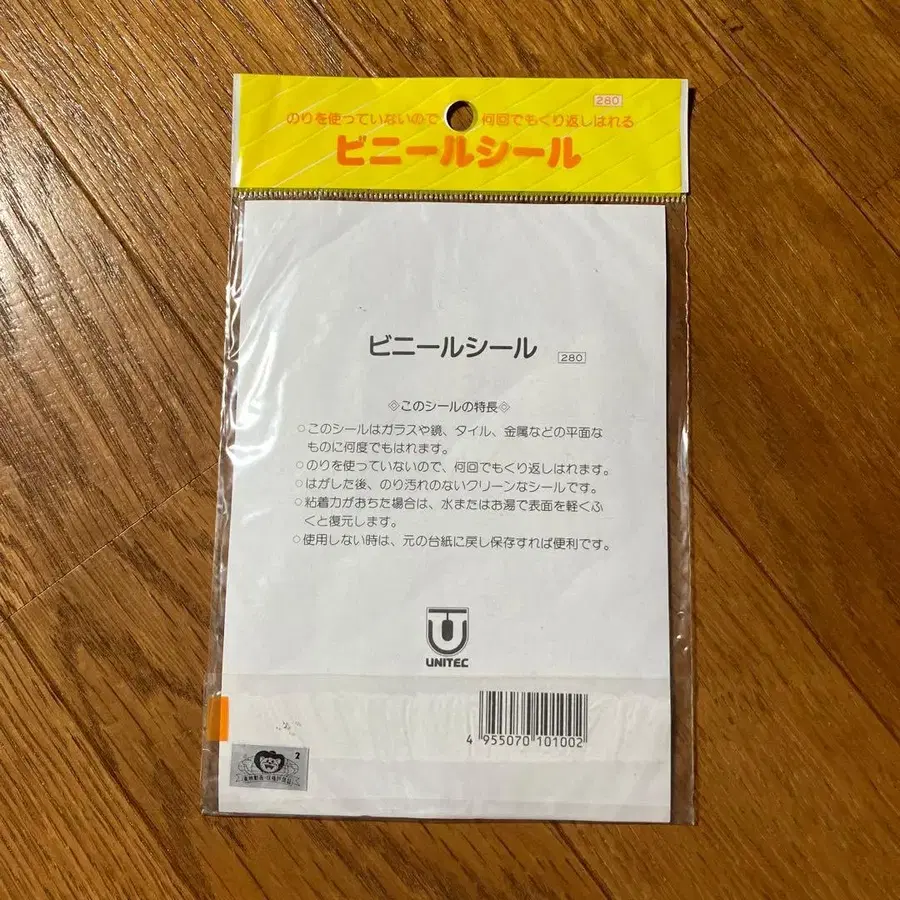 280
のりを使っていないので 何回でもくり返しはれる
ビニールシール
ビニールシール 280
◇このシールの特長◇
○このシールはガラスや鏡、タイル、金属などの平面な
ものに何度でもはれます。
○のりを使っていないので、何回でもくり返しはれます。
○はがした後、のり汚れのないクリーンなシールです。
○粘着力がおちた場合は、水またはお湯で表面を軽くふ
くと復元します。
○使用しない時は、元の台紙に戻し保存すれば便利です。
UNITEC
4 955070 101002
2